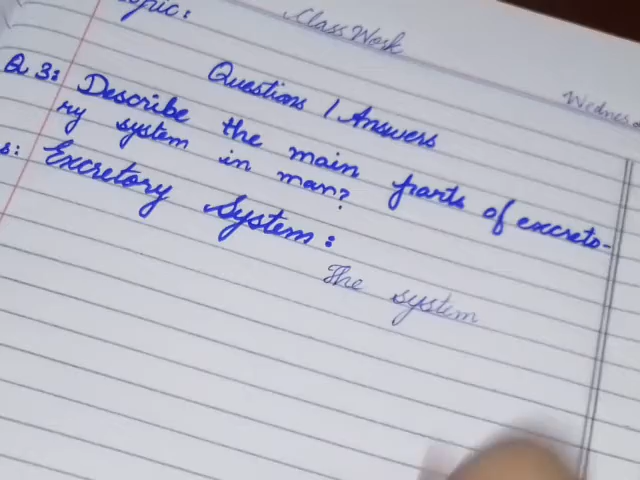 Topic:
Class Work
Wednes
Questions / Answers
Q 3: Describe the main parts of excreto-
ry system in man?
s: Excretory System:
The system